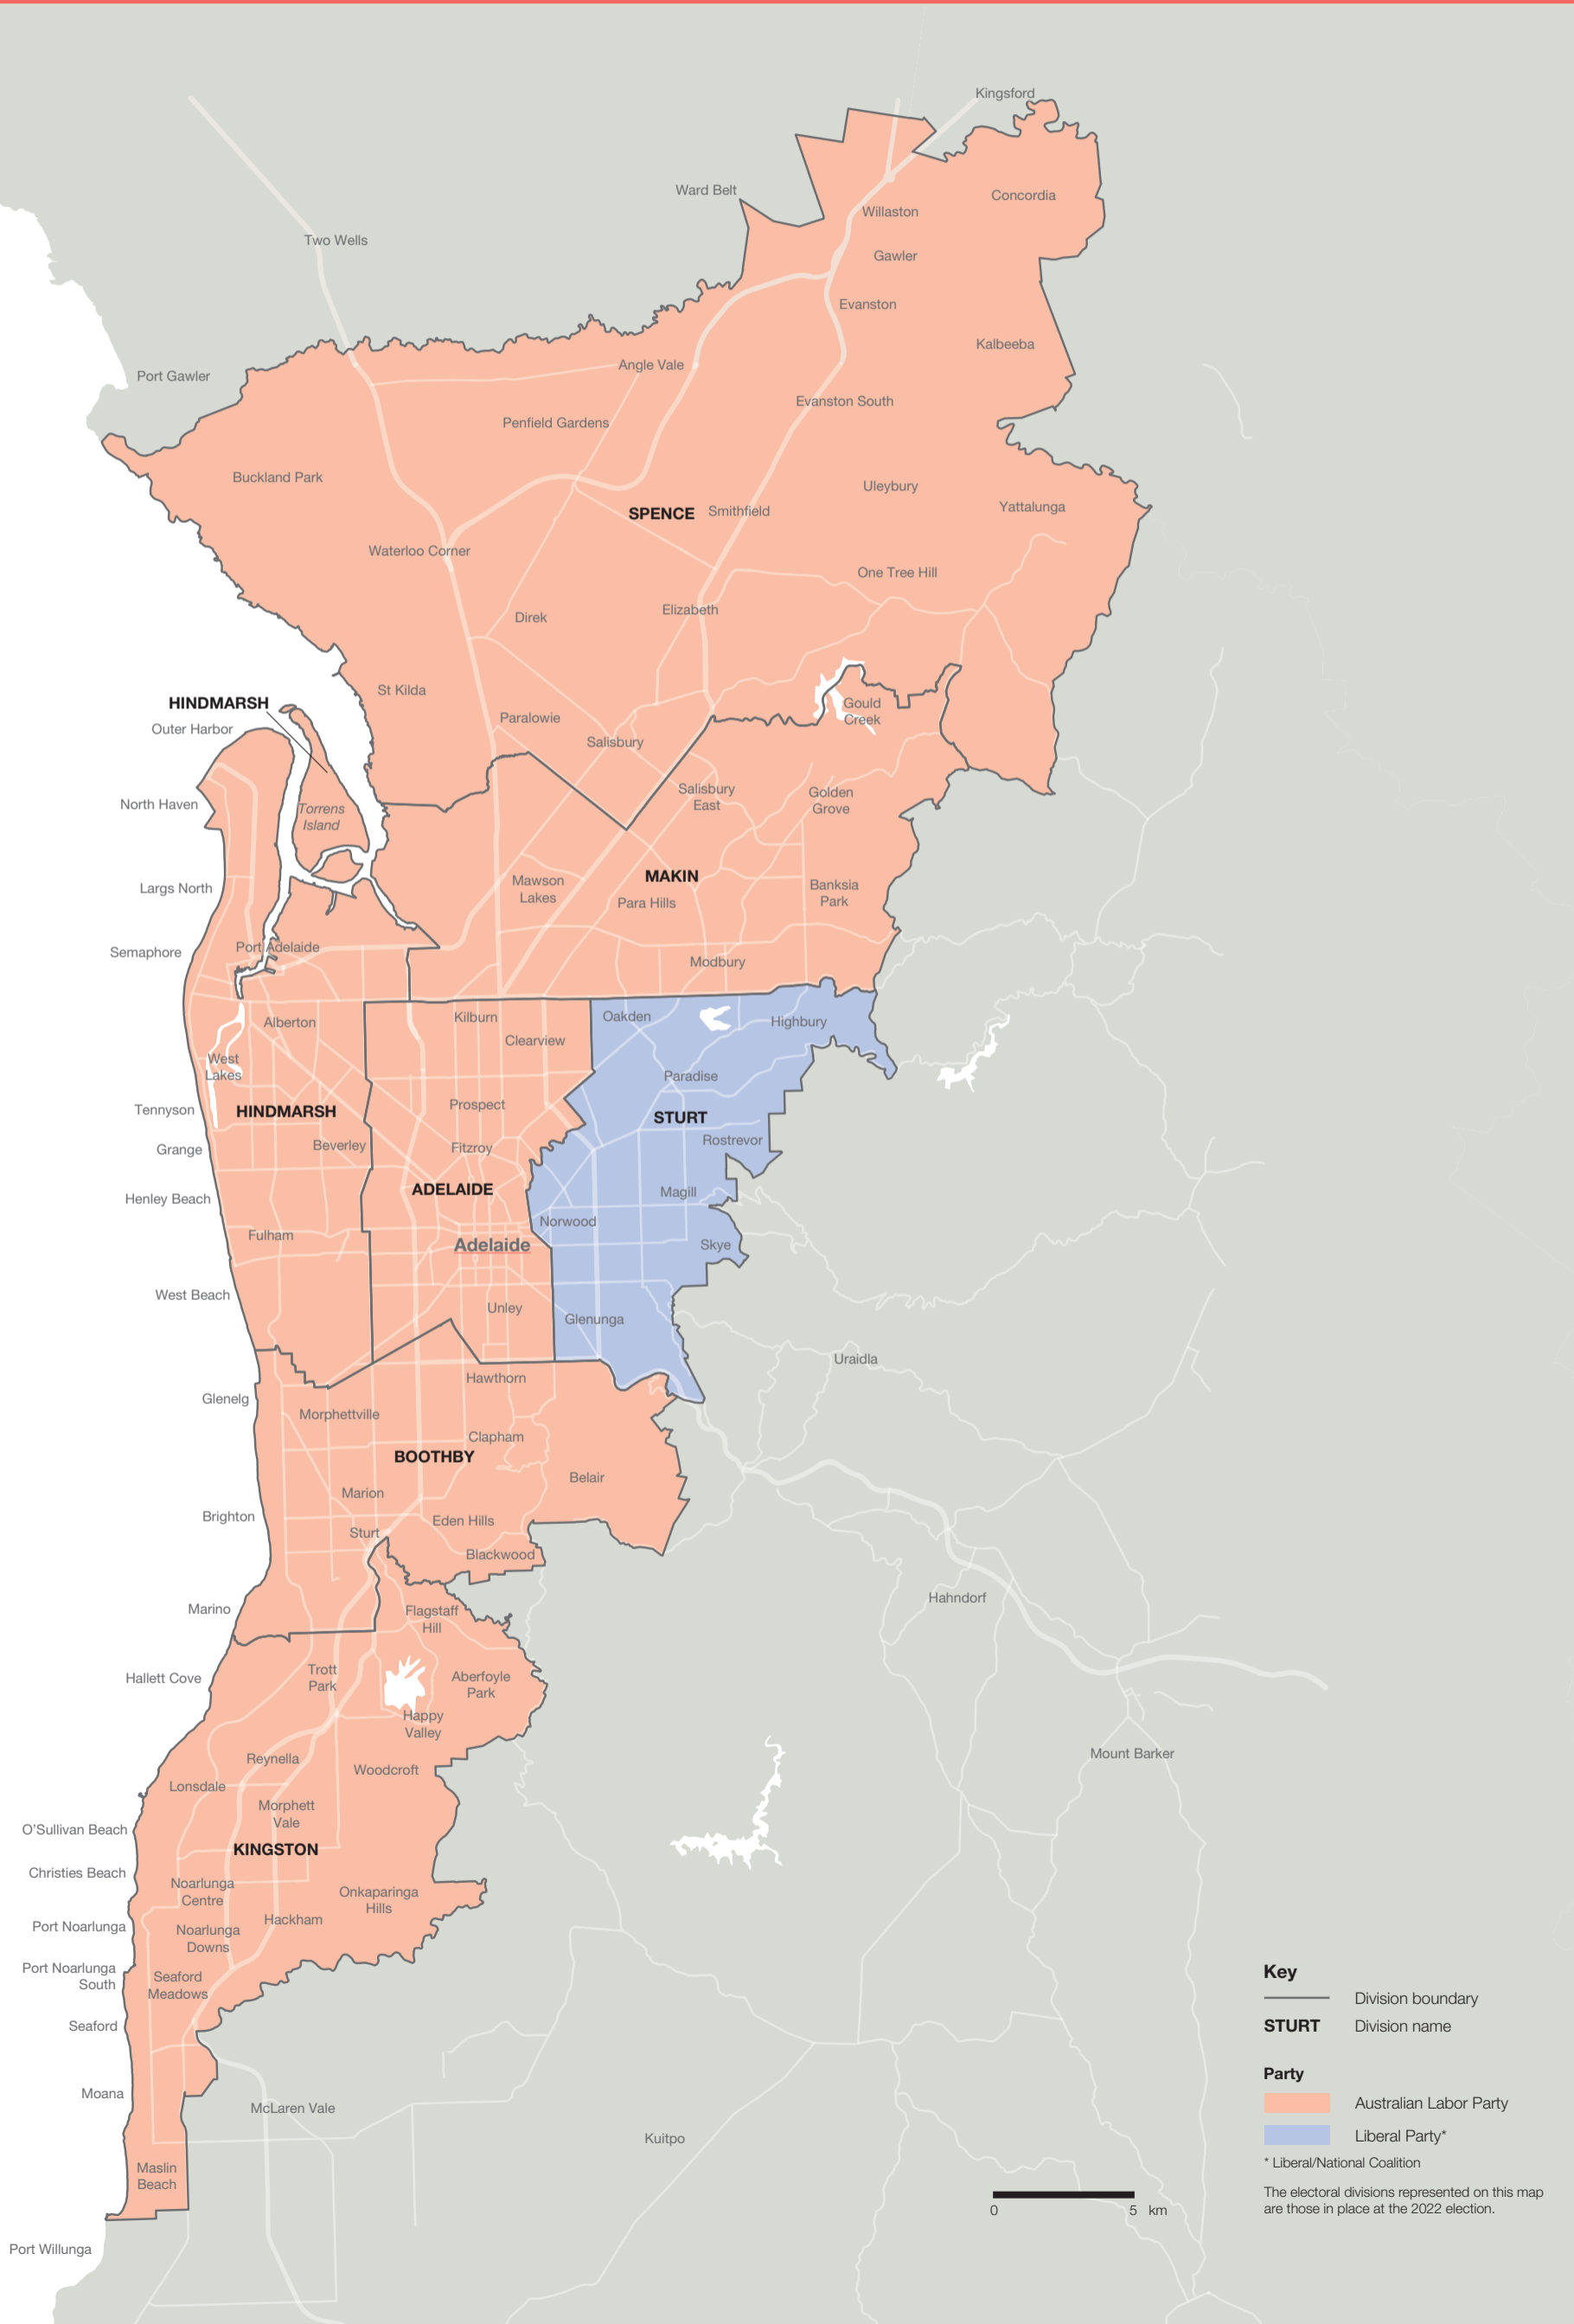 Kingsford
Ward Belt
Concordia
Willaston
Two Wells
Gawler
Evanston
Kalbeeba
Angle Vale
Port Gawler
Evanston South
Penfield Gardens
Buckland Park
Uleybury
Yattalunga
SPENCE
Smithfield
Waterloo Corner
One Tree Hill
Elizabeth
Direk
St Kilda
HINDMARSH
Gould
Creek
Outer Harbor
Paralowie
Salisbury
Salisbury
East
Golden
Grove
North Haven
Torrens
Island
MAKIN
Mawson
Lakes
Largs North
Banksia
Park
Para Hills
Port Adelaide
Semaphore
Modbury
Kilburn
Oakden
Highbury
Alberton
Clearview
West
Lakes
Paradise
Prospect
Tennyson
HINDMARSH
STURT
Rostrevor
Beverley
Fitzroy
Grange
ADELAIDE
Magill
Henley Beach
Norwood
Fulham
Adelaide
Skye
West Beach
Unley
Glenunga
Uraidla
Hawthorn
Glenelg
Morphettville
Clapham
BOOTHBY
Belair
Marion
Brighton
Eden Hills
Sturt
Blackwood
Hahndorf
Marino
Flagstaff
Hill
Hallett Cove
Trott
Park
Aberfoyle
Park
Happy
Valley
Mount Barker
Reynella
Woodcroft
Lonsdale
Morphett
Vale
O'Sullivan Beach
KINGSTON
Christies Beach
Noarlunga
Centre
Onkaparinga
Hills
Hackham
Port Noarlunga
Noarlunga
Downs
Port Noarlunga
South
Seaford
Meadows
Seaford
Moana
McLaren Vale
Kuitpo
Maslin
Beach
Port Willunga
0 5 km
Key
Division boundary
STURT Division name
Party
Australian Labor Party
Liberal Party*
* Liberal/National Coalition
The electoral divisions represented on this map
are those in place at the 2022 election.